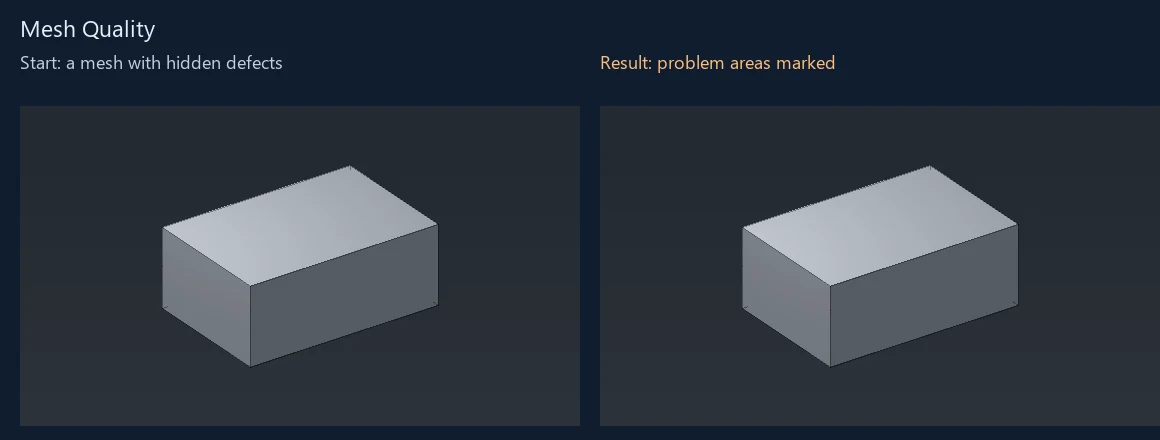 Mesh Quality
Start: a mesh with hidden defects
Result: problem areas marked